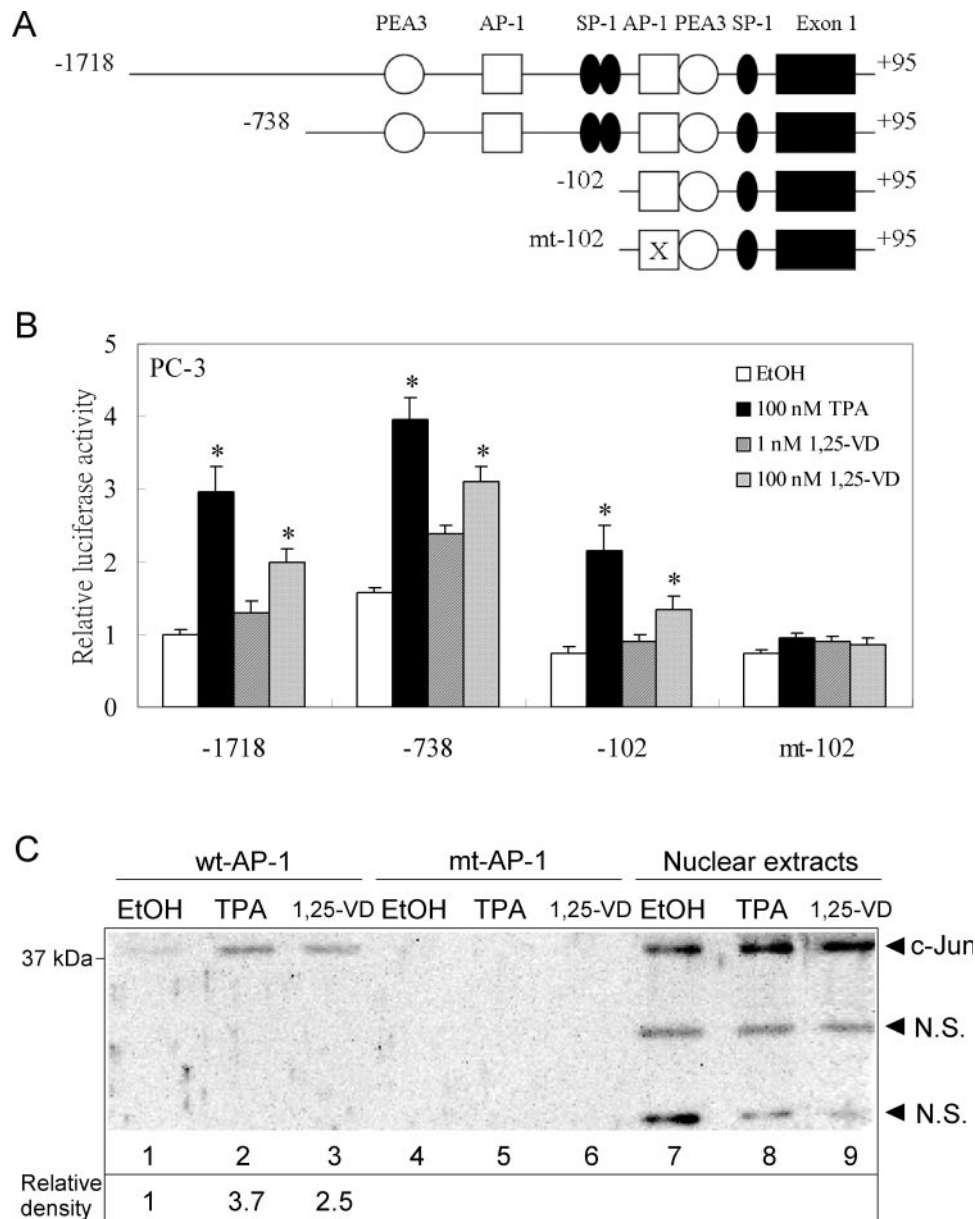 A
PEA3 AP-1 SP-1 AP-1 PEA3 SP-1 Exon 1
-1718 +95
-738 +95
-102 +95
mt-102 X +95
B
PC-3
Relative luciferase activity
5
4
3
2
1
0
* * * * * *
EtOH
100 nM TPA
1 nM 1,25-VD
100 nM 1,25-VD
-1718 -738 -102 mt-102
C
wt-AP-1 mt-AP-1 Nuclear extracts
EtOH TPA 1,25-VD EtOH TPA 1,25-VD EtOH TPA 1,25-VD
37 kDa
c-Jun
N.S.
N.S.
1 2 3 4 5 6 7 8 9
Relative density 1 3.7 2.5